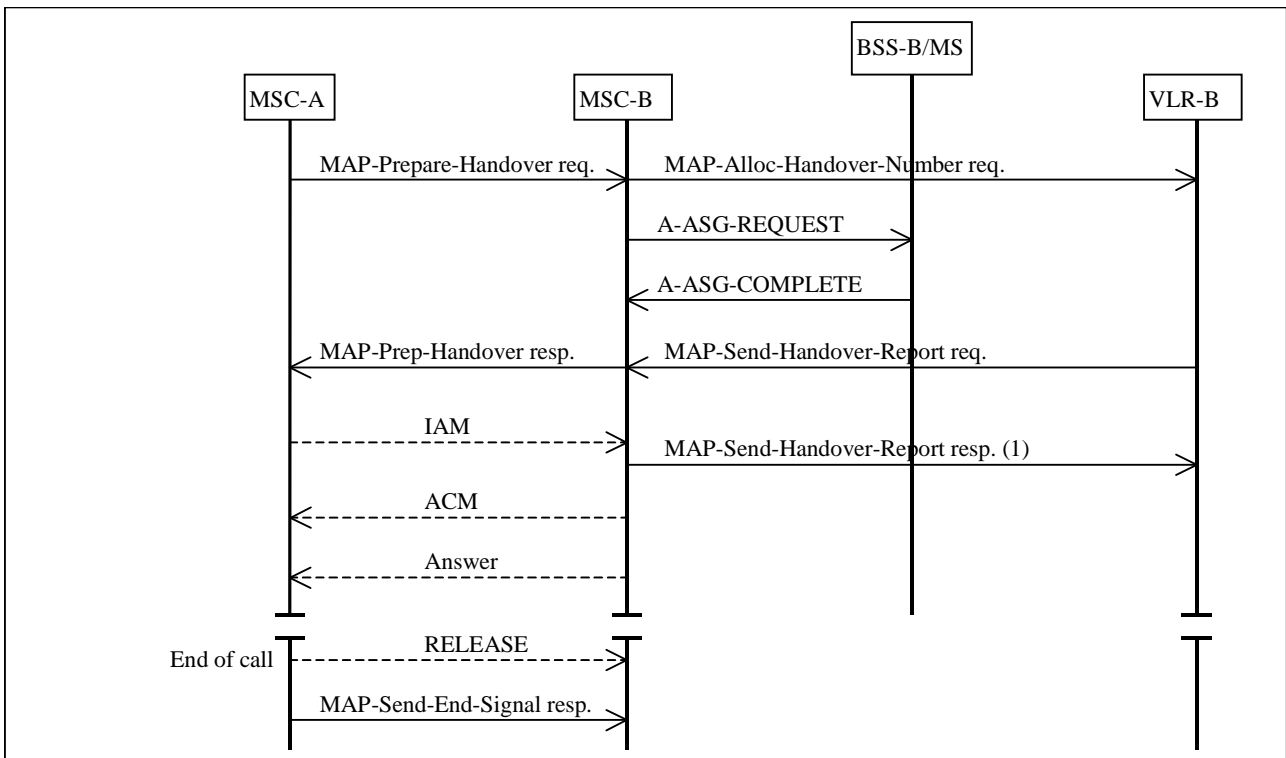 BSS-B/MS
MSC-A
MSC-B
VLR-B
MAP-Prepare-Handover req.
MAP-Alloc-Handover-Number req.
A-ASG-REQUEST
A-ASG-COMPLETE
MAP-Prep-Handover resp.
MAP-Send-Handover-Report req.
IAM
MAP-Send-Handover-Report resp. (1)
ACM
Answer
RELEASE
End of call
MAP-Send-End-Signal resp.